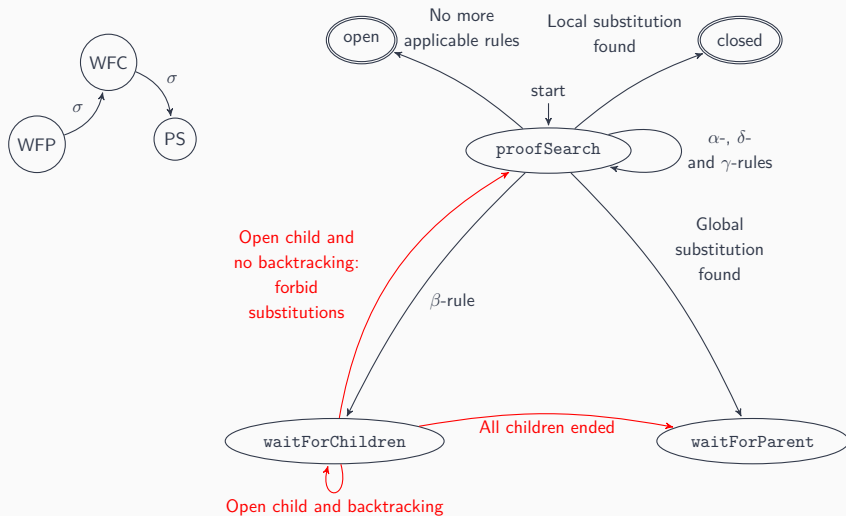 WFC
σ
σ
WFP
PS
open
No more
applicable rules
Local substitution
found
closed
start
proofSearch
α-, δ-
and γ-rules
Open child and
no backtracking:
forbid
substitutions
β-rule
Global
substitution
found
waitForChildren
All children ended
waitForParent
Open child and backtracking